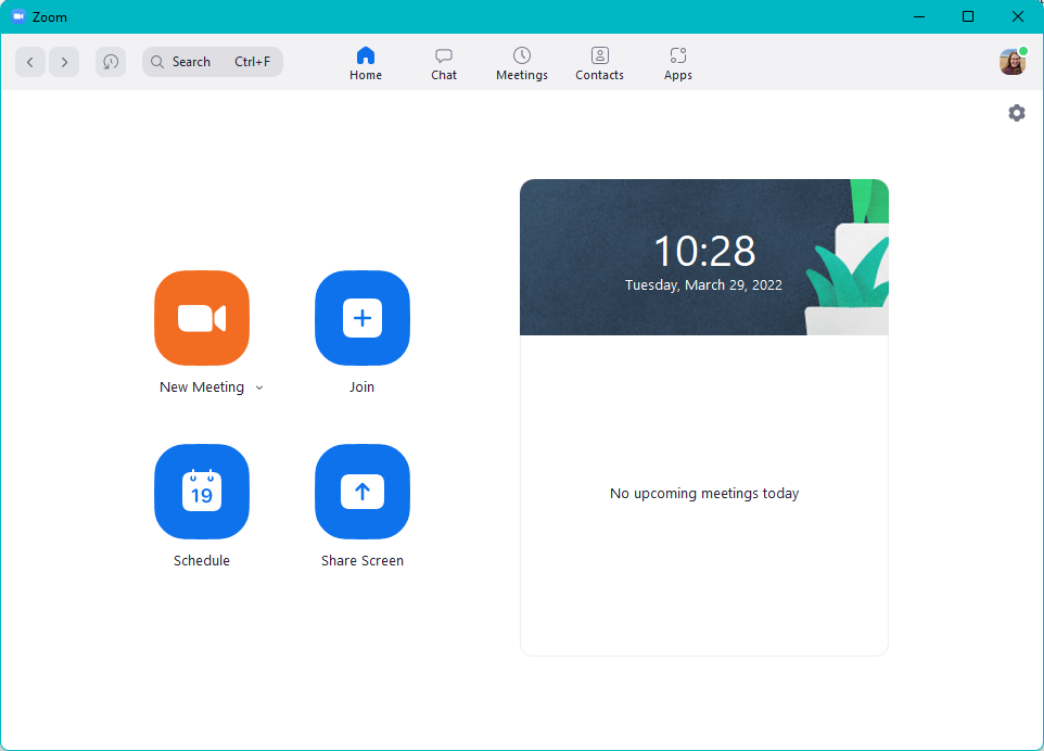 Zoom
Search Ctrl+F
Home
Chat
Meetings
Contacts
Apps
10:28
Tuesday, March 29, 2022
New Meeting
Join
19
Schedule
Share Screen
No upcoming meetings today